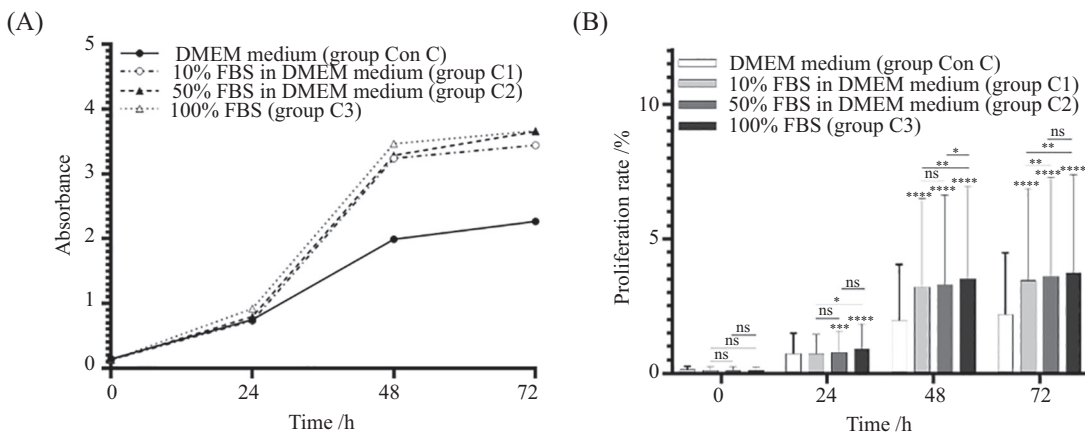 (A)
5
4
3
2
1
0
Absorbance
DMEM medium (group Con C)
10% FBS in DMEM medium (group C1)
50% FBS in DMEM medium (group C2)
100% FBS (group C3)
0
24
48
72
Time /h
(B)
10
5
0
Proliferation rate /%
DMEM medium (group Con C)
10% FBS in DMEM medium (group C1)
50% FBS in DMEM medium (group C2)
100% FBS (group C3)
ns
ns
ns
ns
*
ns
***
****
*
**
ns
****
****
****
ns
**
**
****
****
****
0
24
48
72
Time /h